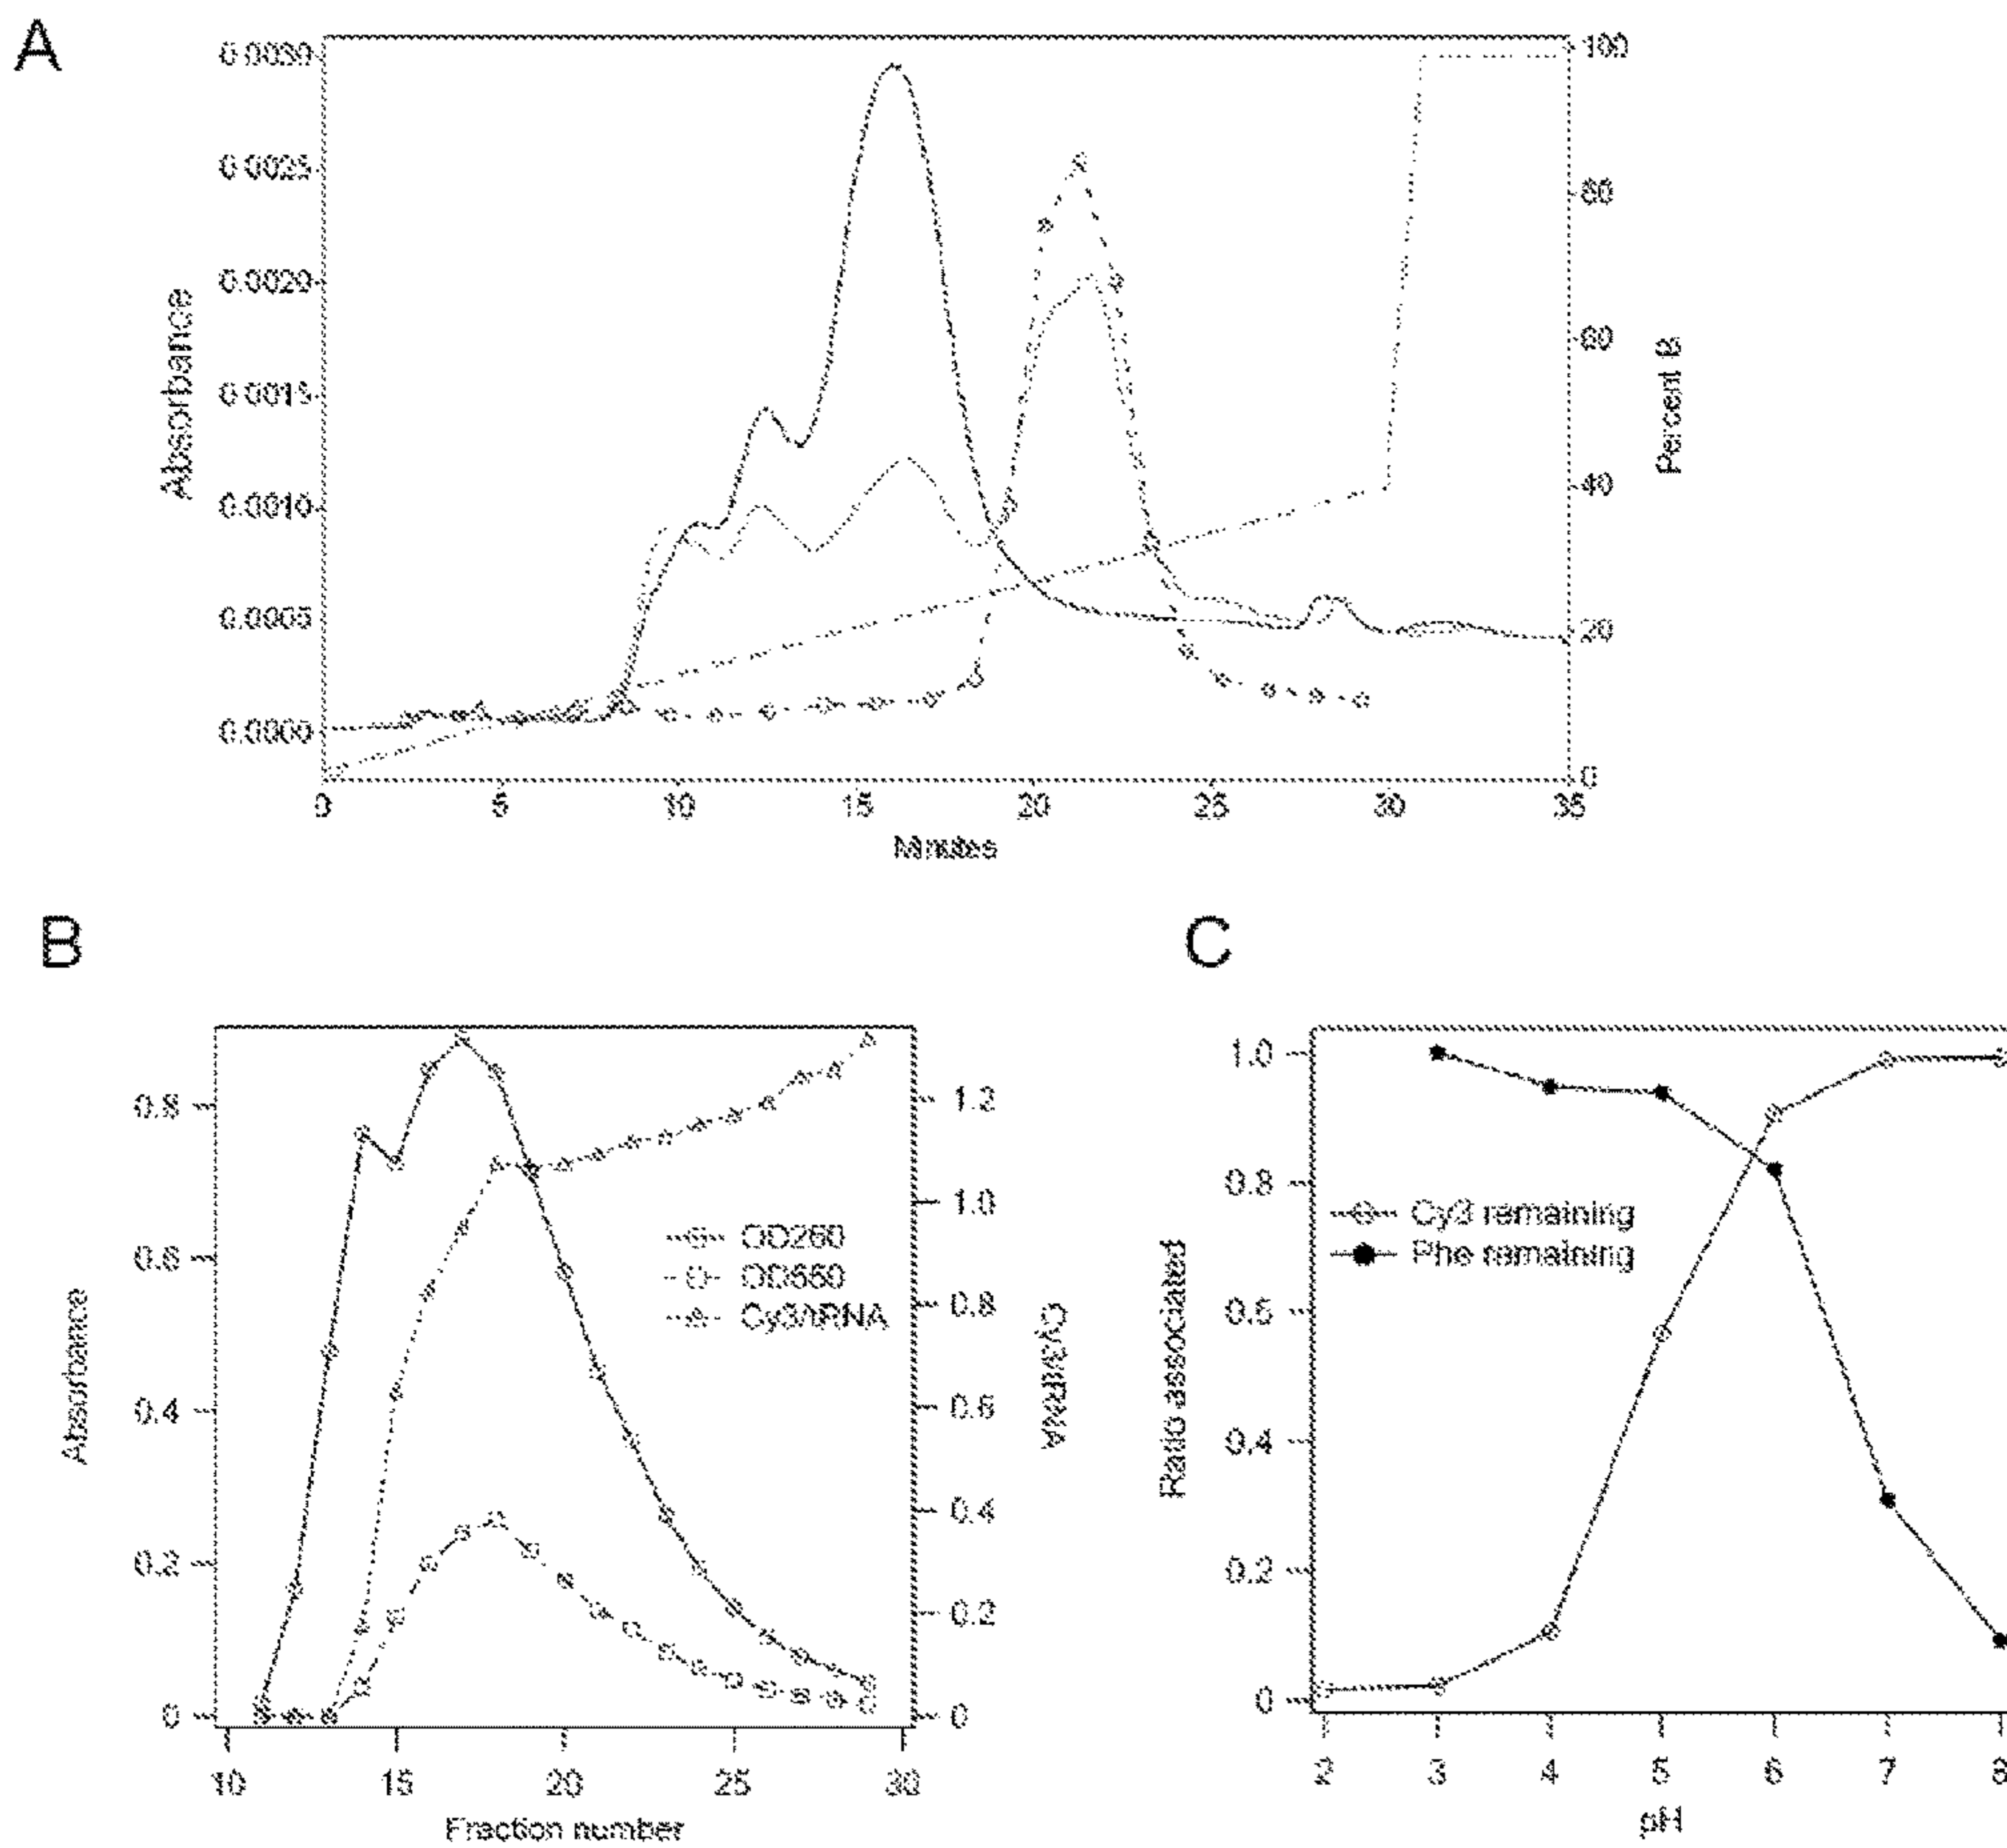 A
0.0030
0.0025
0.0020
0.0015
0.0010
0.0005
0.0000
Absorbance
100
80
60
40
20
0
Percent B
0 5 10 15 20 25 30 35
Minutes
B
0.8
0.6
0.4
0.2
0
Absorbance
OD260
OD550
Cy3/tRNA
1.2
1.0
0.8
0.6
0.4
0.2
0
Cy3/tRNA
10 15 20 25 30
Fraction number
C
1.0
0.8
0.6
0.4
0.2
0
Ratio associated
Cy3 remaining
Phe remaining
2 3 4 5 6 7 8
pH